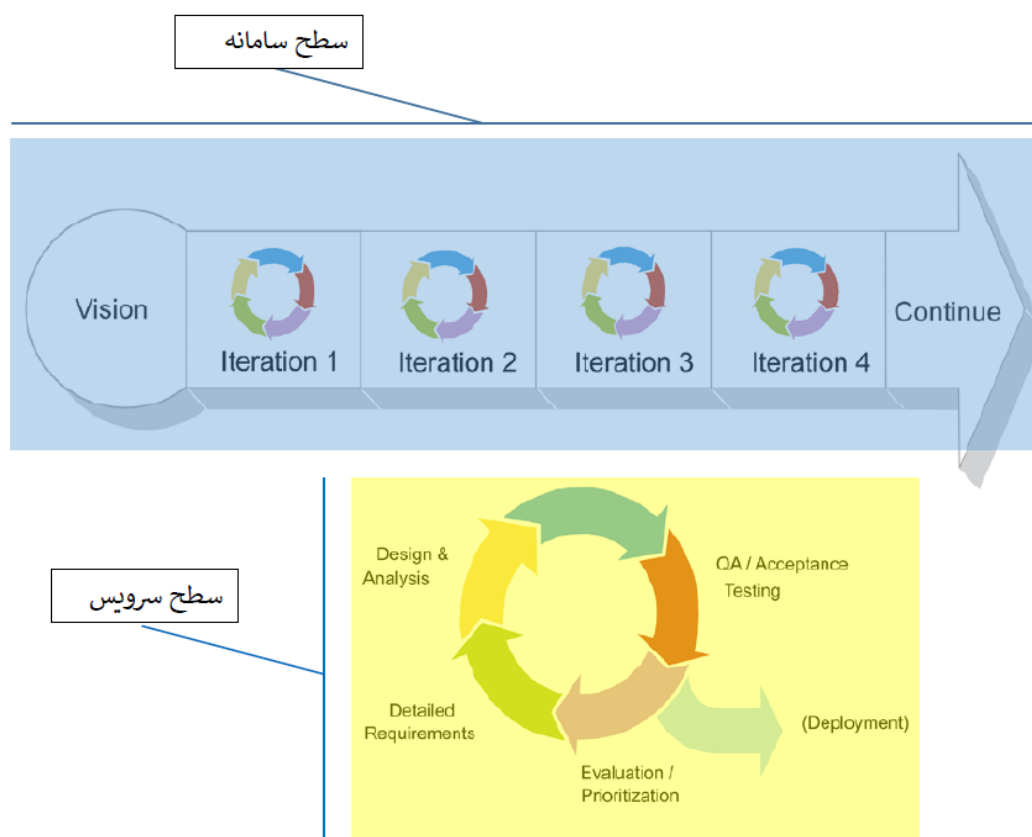 سطح سامانه
Vision
Iteration 1
Iteration 2
Iteration 3
Iteration 4
Continue
سطح سرویس
Design &
Analysis
QA / Acceptance
Testing
Detailed
Requirements
(Deployment)
Evaluation /
Prioritization